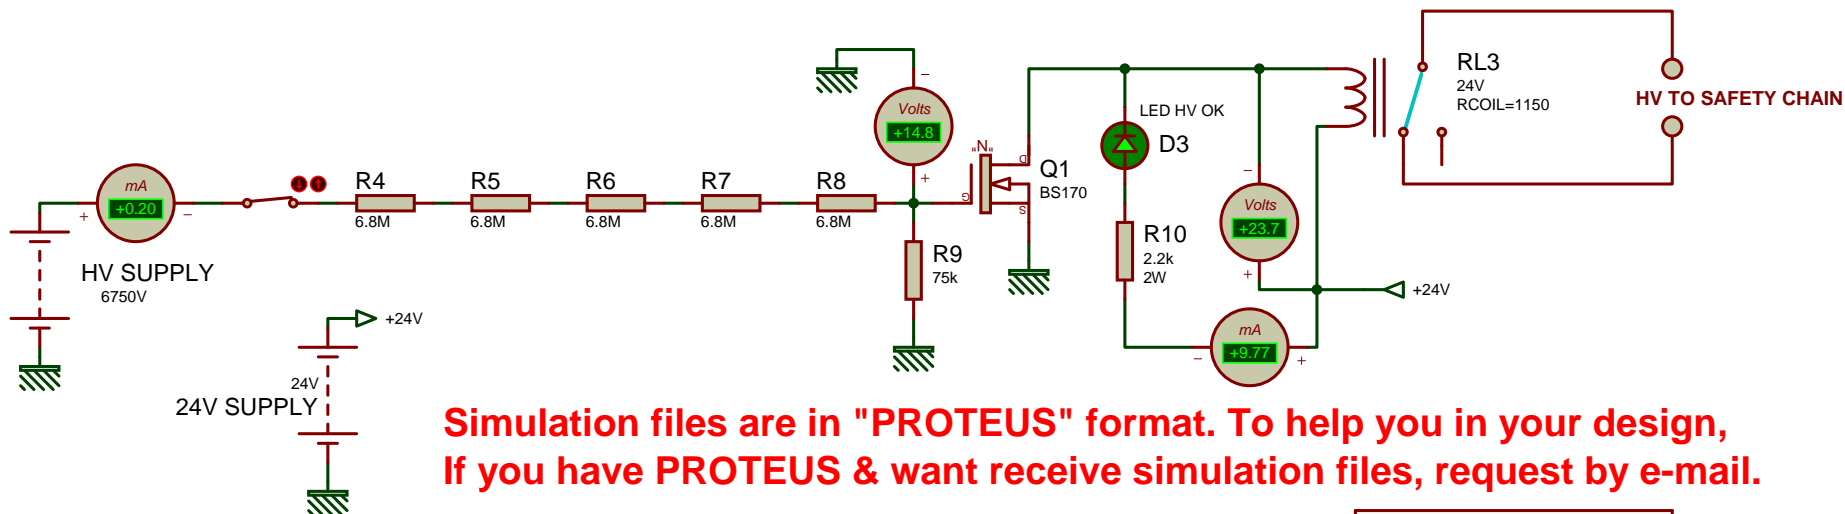 mA
+0.20
+
−
HV SUPPLY
6750V
R4
6.8M
R5
6.8M
R6
6.8M
R7
6.8M
R8
6.8M
−
Volts
+14.8
+
R9
75k
"N"
D
G
S
Q1
BS170
LED HV OK
D3
R10
2.2k
2W
−
Volts
+23.7
+
mA
+9.77
−
+
+24V
RL3
24V
RCOIL=1150
HV TO SAFETY CHAIN
+24V
24V
24V SUPPLY
Simulation files are in "PROTEUS" format. To help you in your design,
If you have PROTEUS & want receive simulation files, request by e-mail.